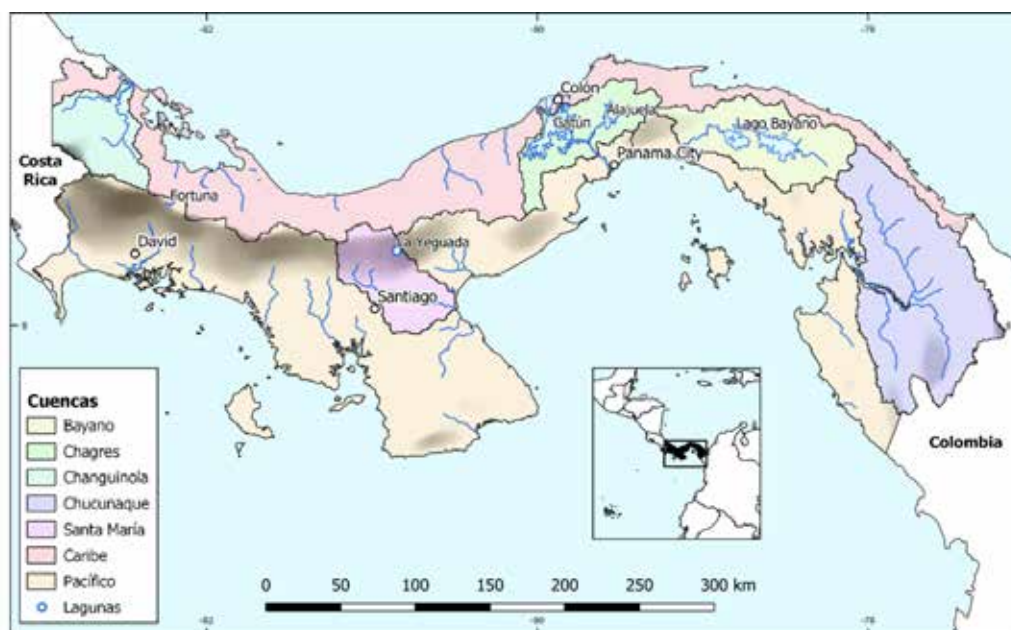 -82
-80
-78
Colón
Alajuela
Gatún
Lago Bayano
Panama City
Costa
Rica
Fortuna
La Yeguada
David
Santiago
8
8
Colombia
Cuencas
Bayano
Chagres
Changuinola
Chucunaque
Santa María
Caribe
Pacífico
Lagunas
0 50 100 150 200 250 300 km
-82
-80
-78